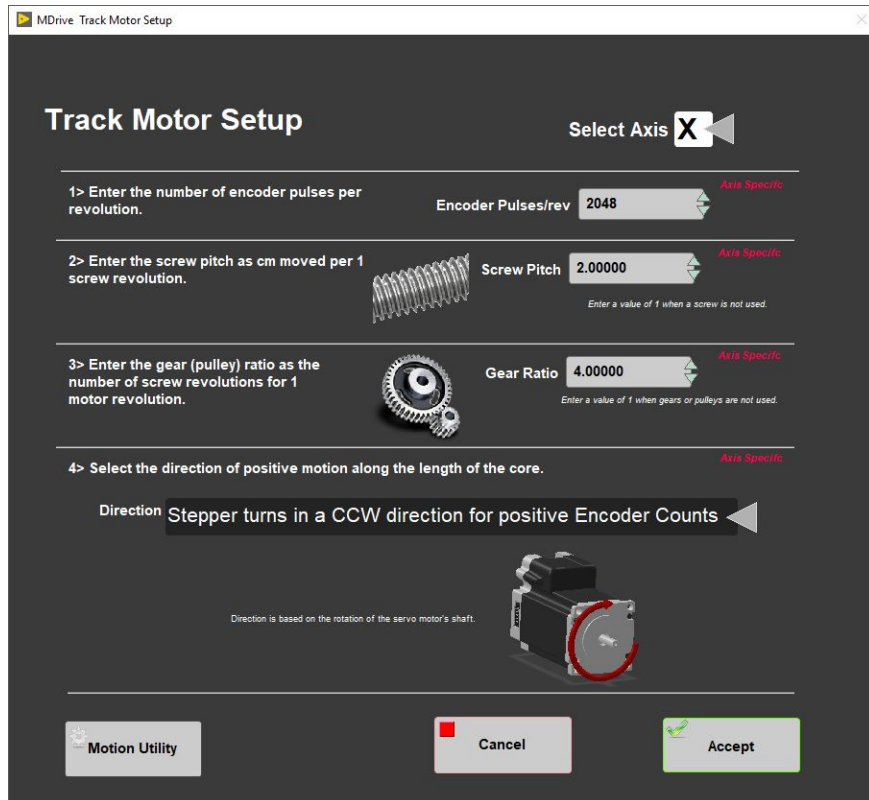 MDrive Track Motor Setup
Track Motor Setup
Select Axis X
1> Enter the number of encoder pulses per
revolution.
Encoder Pulses/rev 2048
Axis Specifc
2> Enter the screw pitch as cm moved per 1
screw revolution.
Screw Pitch 2.00000
Axis Specifc
Enter a value of 1 when a screw is not used.
3> Enter the gear (pulley) ratio as the
number of screw revolutions for 1
motor revolution.
Gear Ratio 4.00000
Axis Specifc
Enter a value of 1 when gears or pulleys are not used.
4> Select the direction of positive motion along the length of the core.
Axis Specifc
Direction Stepper turns in a CCW direction for positive Encoder Counts
Direction is based on the rotation of the servo motor's shaft.
Motion Utility
Cancel
Accept